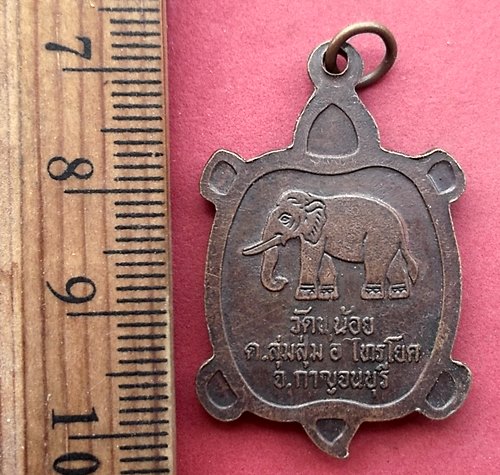 7
8
9
10
วัด น้อย
ต.ลุ่มสุ่ม อ ไทรโยค
จ.กาญจนบุรี